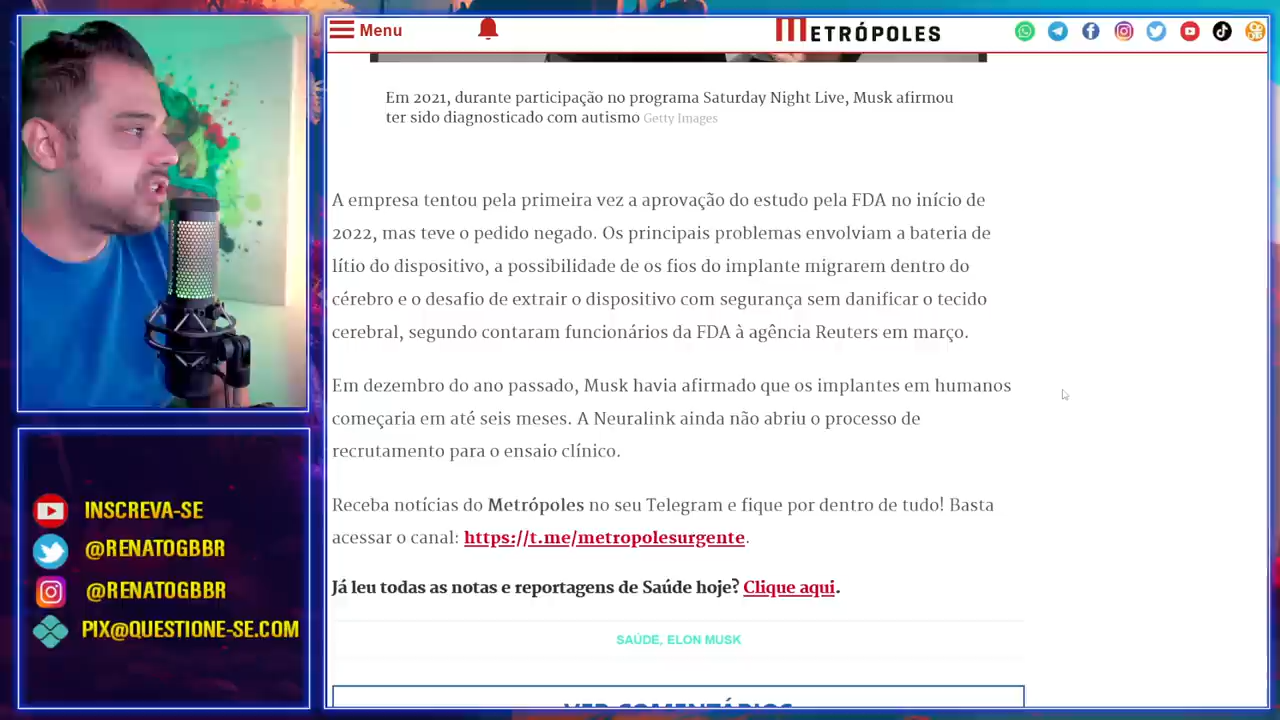 Menu
METRÓPOLES
Em 2021, durante participação no programa Saturday Night Live, Musk afirmou
ter sido diagnosticado com autismo Getty Images
A empresa tentou pela primeira vez a aprovação do estudo pela FDA no início de
2022, mas teve o pedido negado. Os principais problemas envolviam a bateria de
lítio do dispositivo, a possibilidade de os fios do implante migrarem dentro do
cérebro e o desafio de extrair o dispositivo com segurança sem danificar o tecido
cerebral, segundo contaram funcionários da FDA à agência Reuters em março.
Em dezembro do ano passado, Musk havia afirmado que os implantes em humanos
começaria em até seis meses. A Neuralink ainda não abriu o processo de
recrutamento para o ensaio clínico.
Receba notícias do Metrópoles no seu Telegram e fique por dentro de tudo! Basta
acessar o canal: https://t.me/metropolesurgente.
Já leu todas as notas e reportagens de Saúde hoje? Clique aqui.
SAÚDE, ELON MUSK
VER COMENTÁRIOS
INSCREVA-SE
@RENATOGBBR
@RENATOGBBR
PIX@QUESTIONE-SE.COM